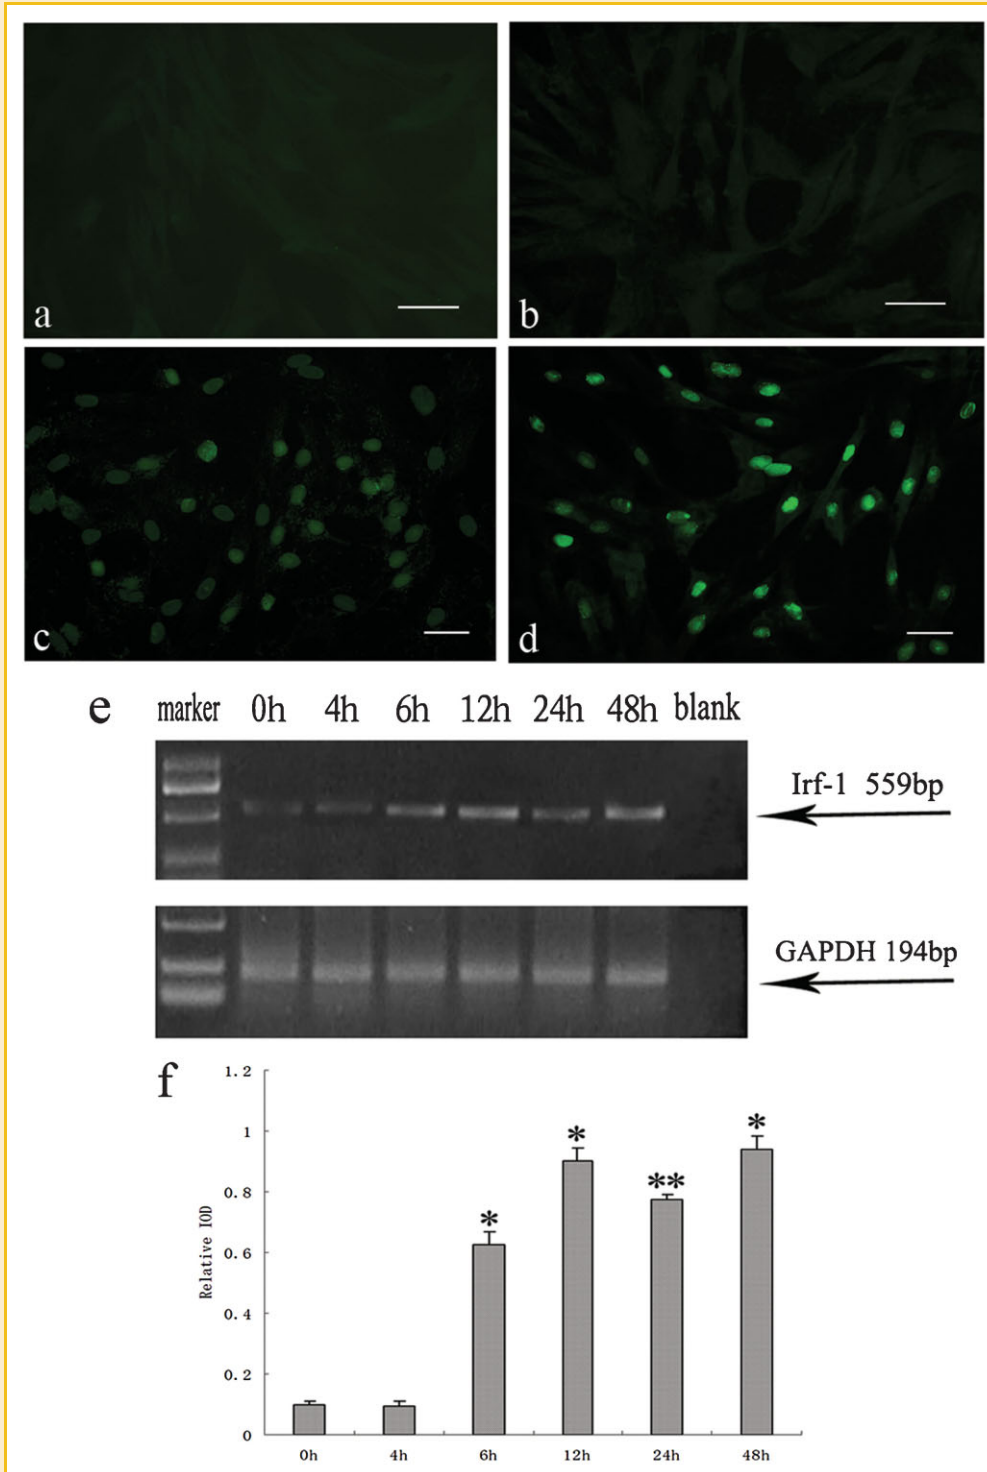 a
b
c
d
e
marker 0h 4h 6h 12h 24h 48h blank
Irf-1 559bp
GAPDH 194bp
f
1.2
1
0.8
0.6
0.4
0.2
0
Relative IOD
*
*
**
*
0h 4h 6h 12h 24h 48h